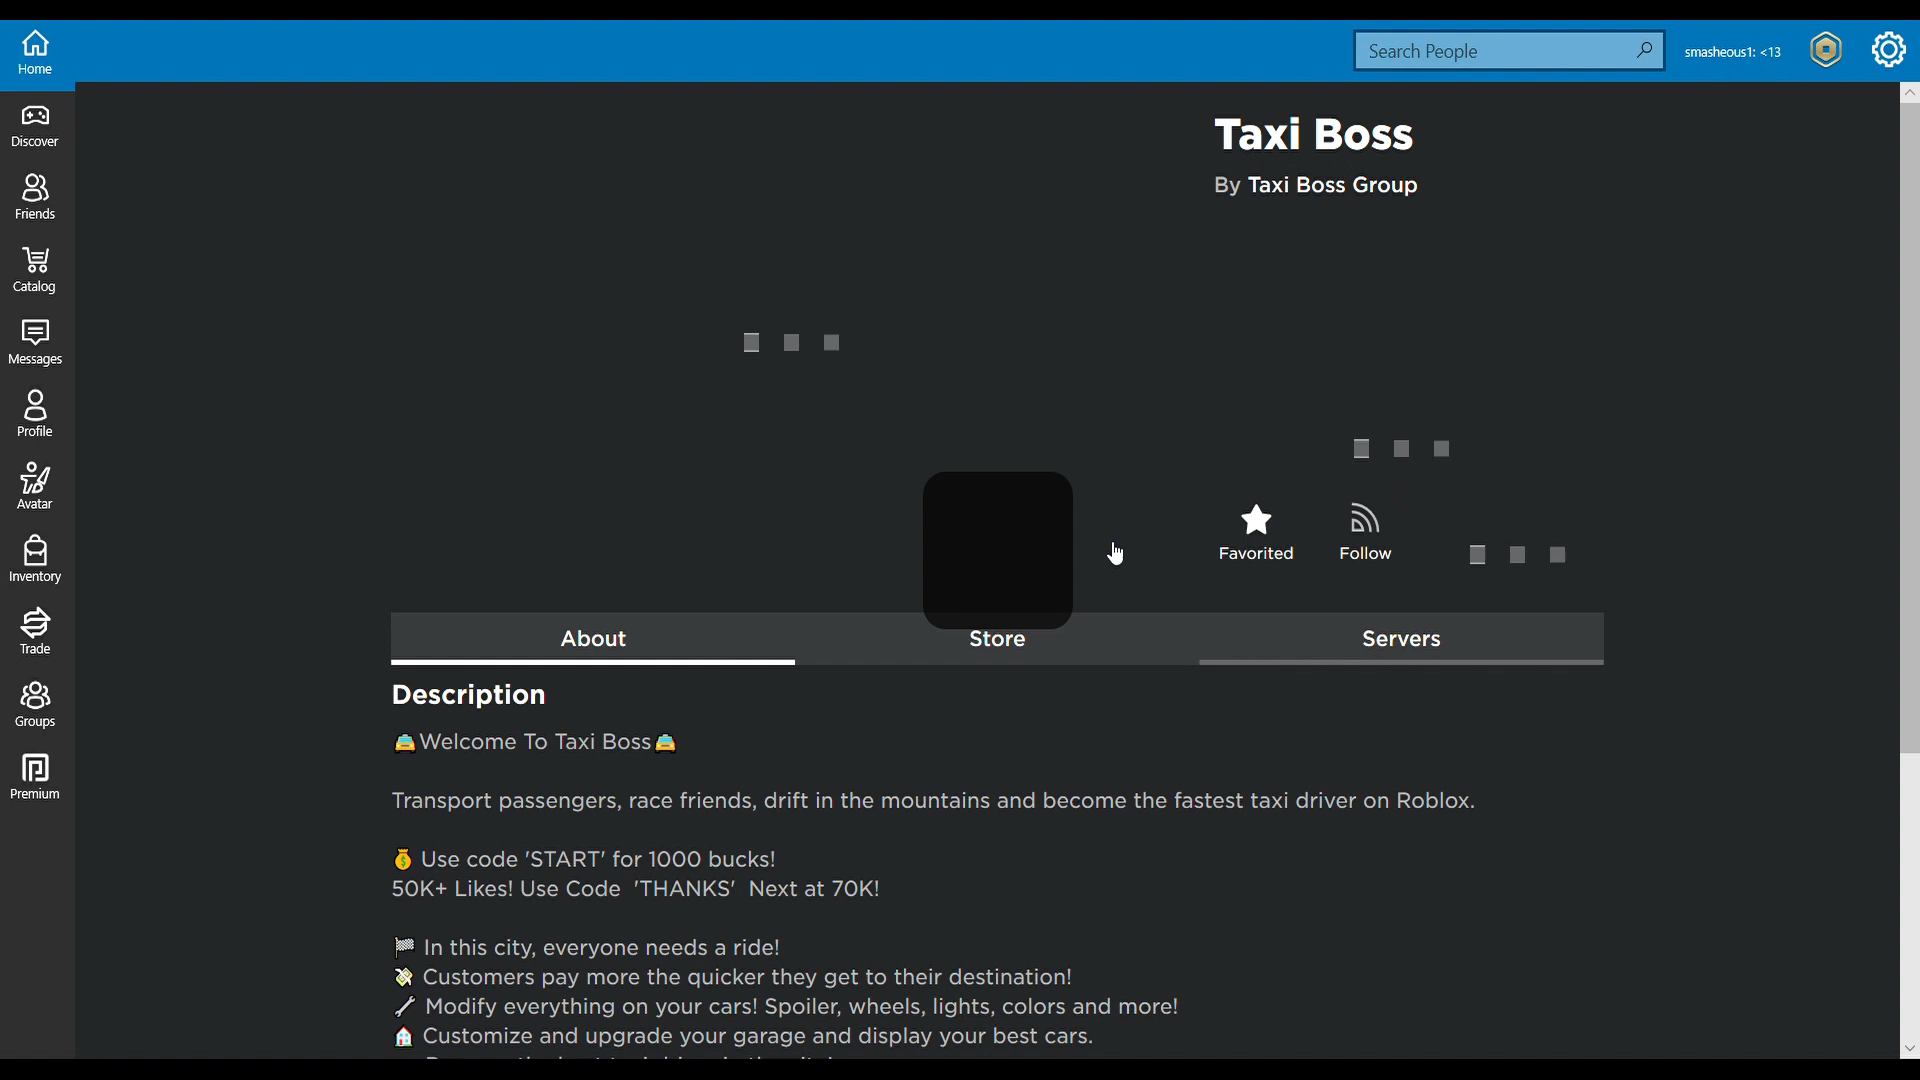 Home
Search People
smasheous1: <13
Discover
Friends
Catalog
Messages
Profile
Avatar
Inventory
Trade
Groups
Premium
Taxi Boss
By Taxi Boss Group
Favorited
Follow
About
Store
Servers
Description
🚖Welcome To Taxi Boss🚖
Transport passengers, race friends, drift in the mountains and become the fastest taxi driver on Roblox.
💰 Use code 'START' for 1000 bucks!
50K+ Likes! Use Code 'THANKS' Next at 70K!
🏁 In this city, everyone needs a ride!
💸 Customers pay more the quicker they get to their destination!
🔧 Modify everything on your cars! Spoiler, wheels, lights, colors and more!
🏠 Customize and upgrade your garage and display your best cars.